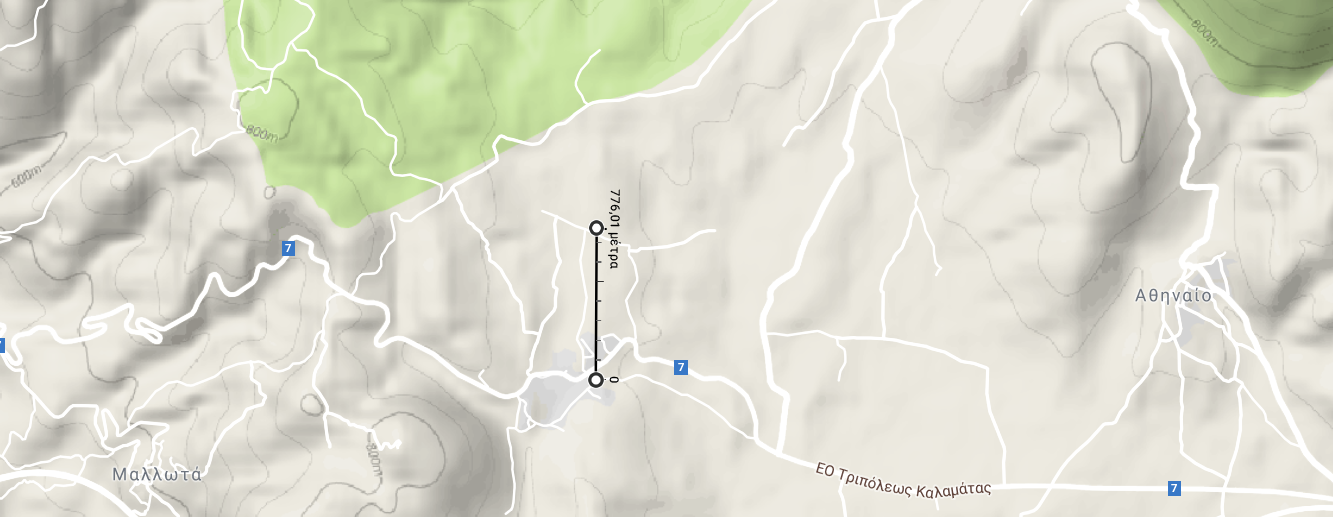 800m
800m
600m
776,01 μέτρα
7
Αθηναίο
7
7
0
800m
Μαλλωτά
ΕΟ Τριπόλεως Καλαμάτας
7